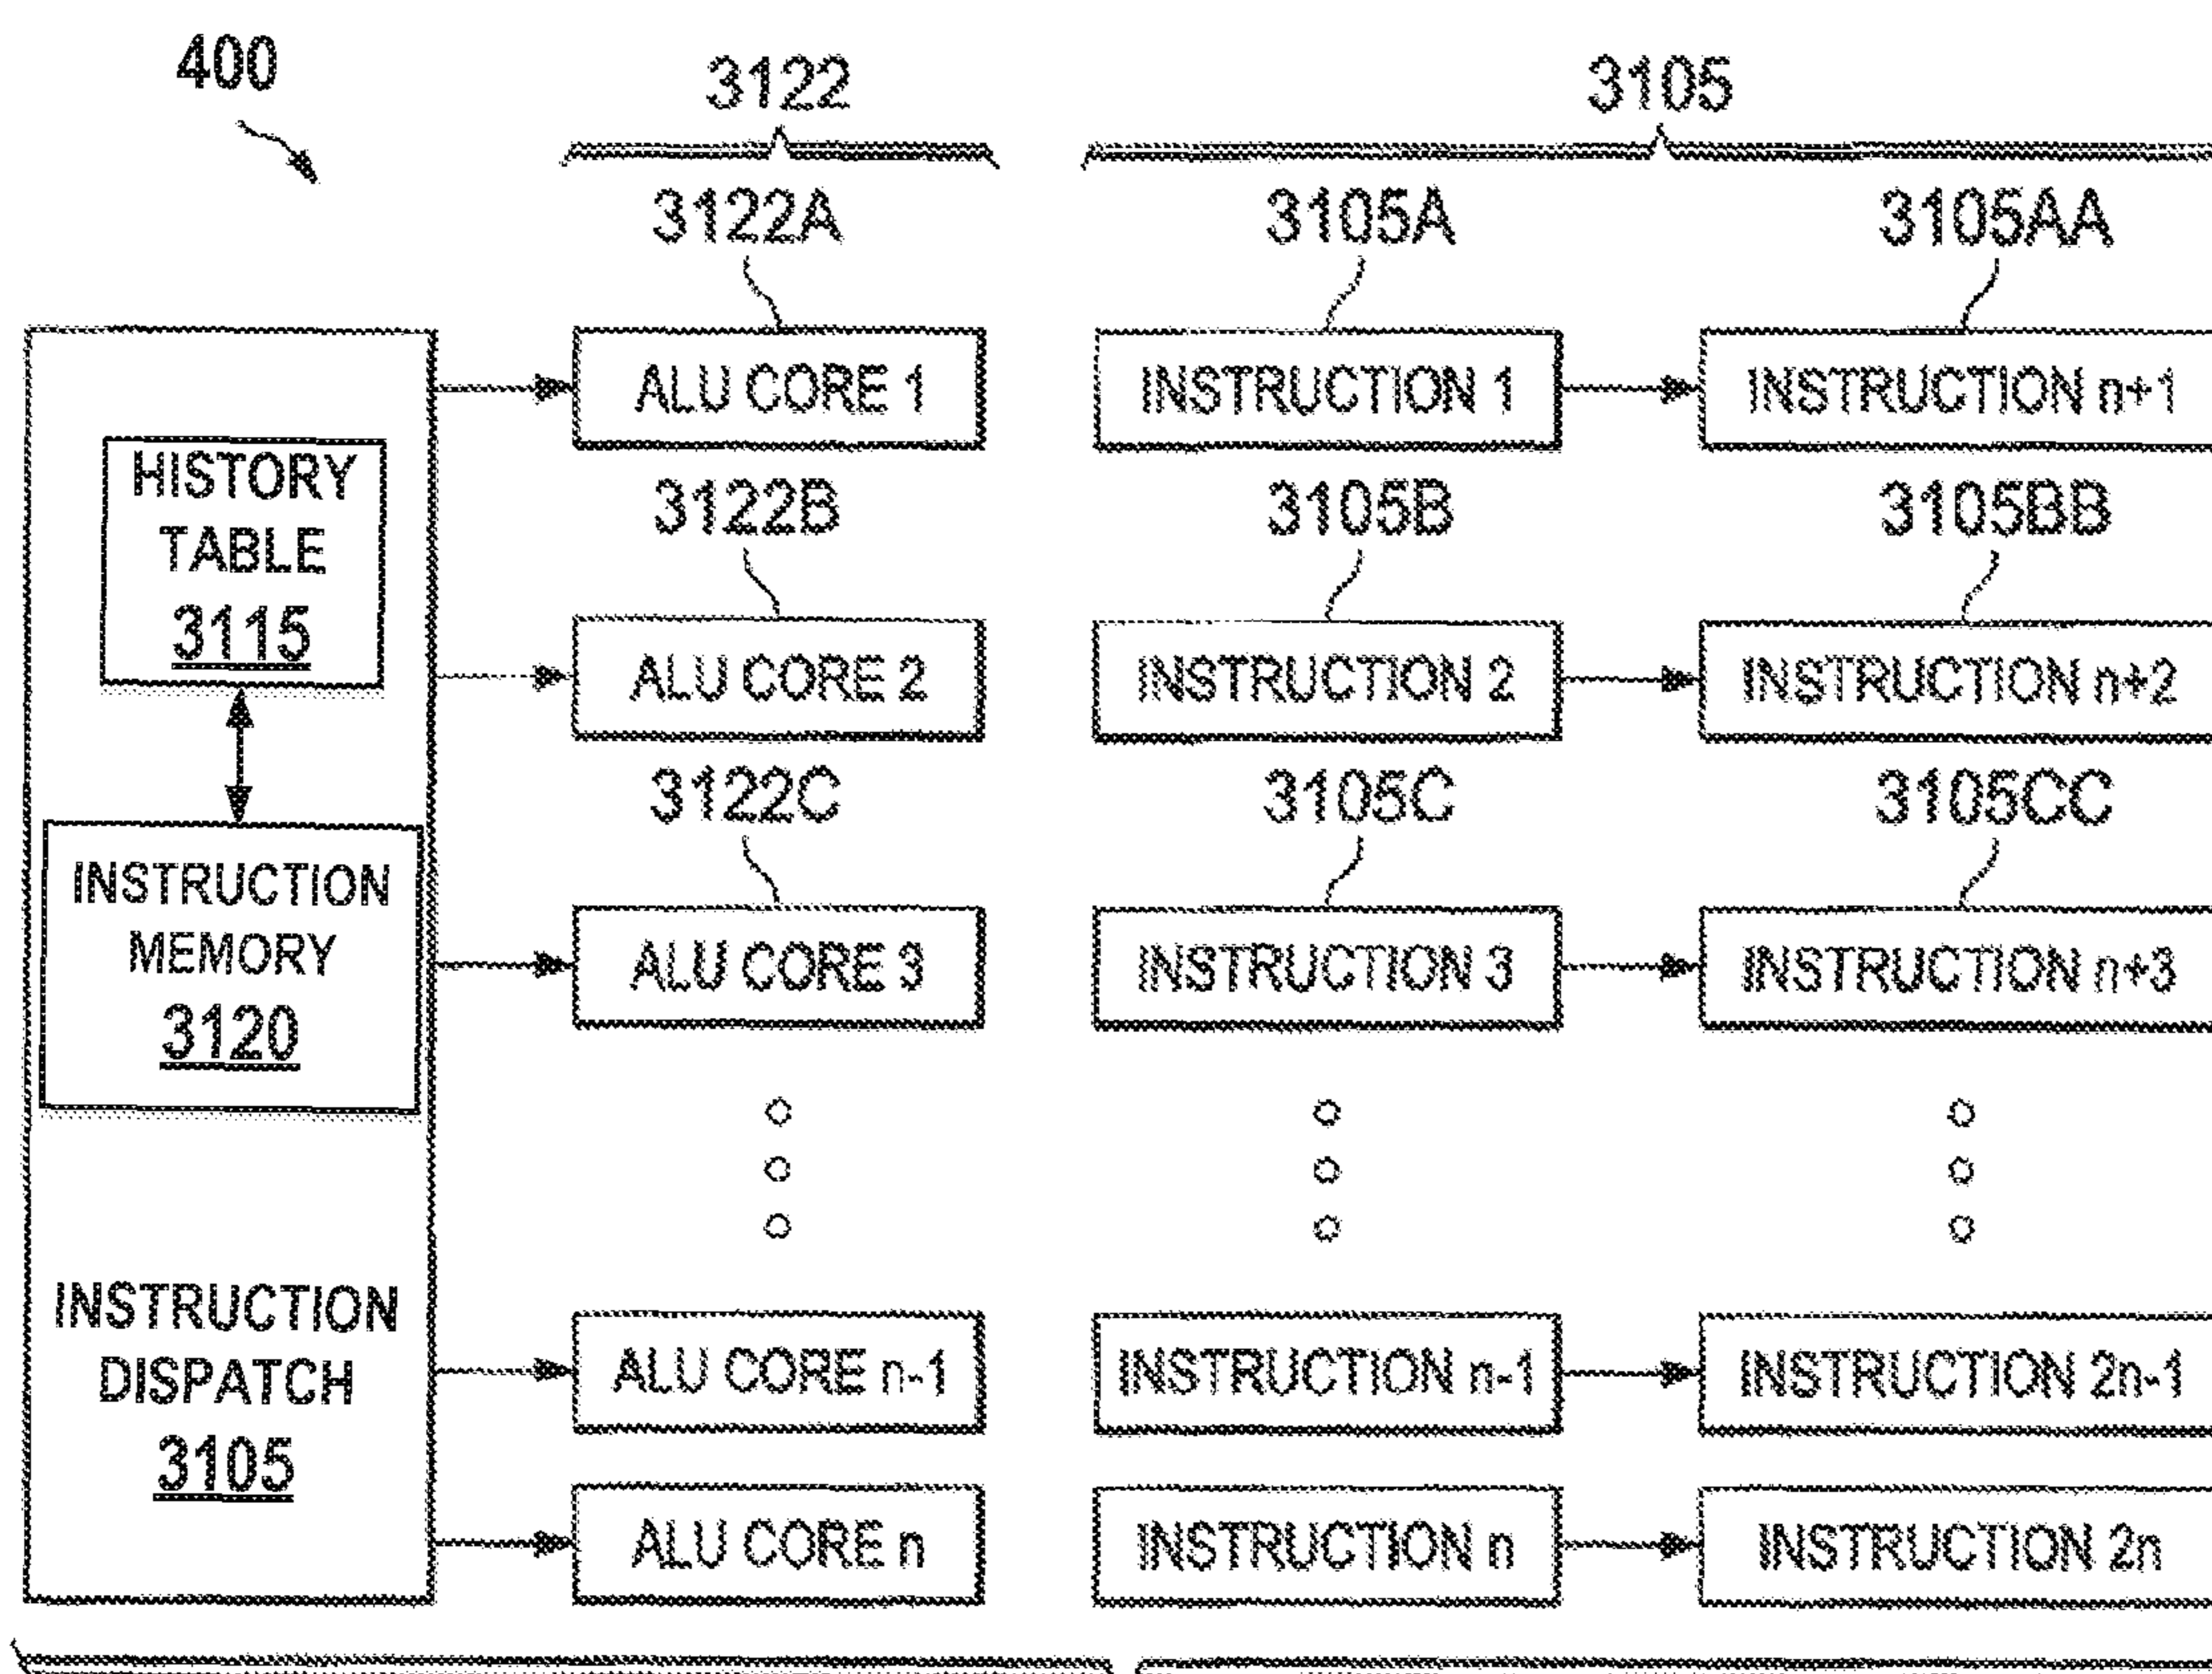 400
3122
3105
3122A
3105A
3105AA
ALU CORE 1
INSTRUCTION 1
INSTRUCTION n+1
HISTORY
TABLE
3115
3122B
3105B
3105BB
ALU CORE 2
INSTRUCTION 2
INSTRUCTION n+2
3122C
3105C
3105CC
INSTRUCTION
MEMORY
3120
ALU CORE 3
INSTRUCTION 3
INSTRUCTION n+3
INSTRUCTION
DISPATCH
3105
ALU CORE n-1
INSTRUCTION n-1
INSTRUCTION 2n-1
ALU CORE n
INSTRUCTION n
INSTRUCTION 2n